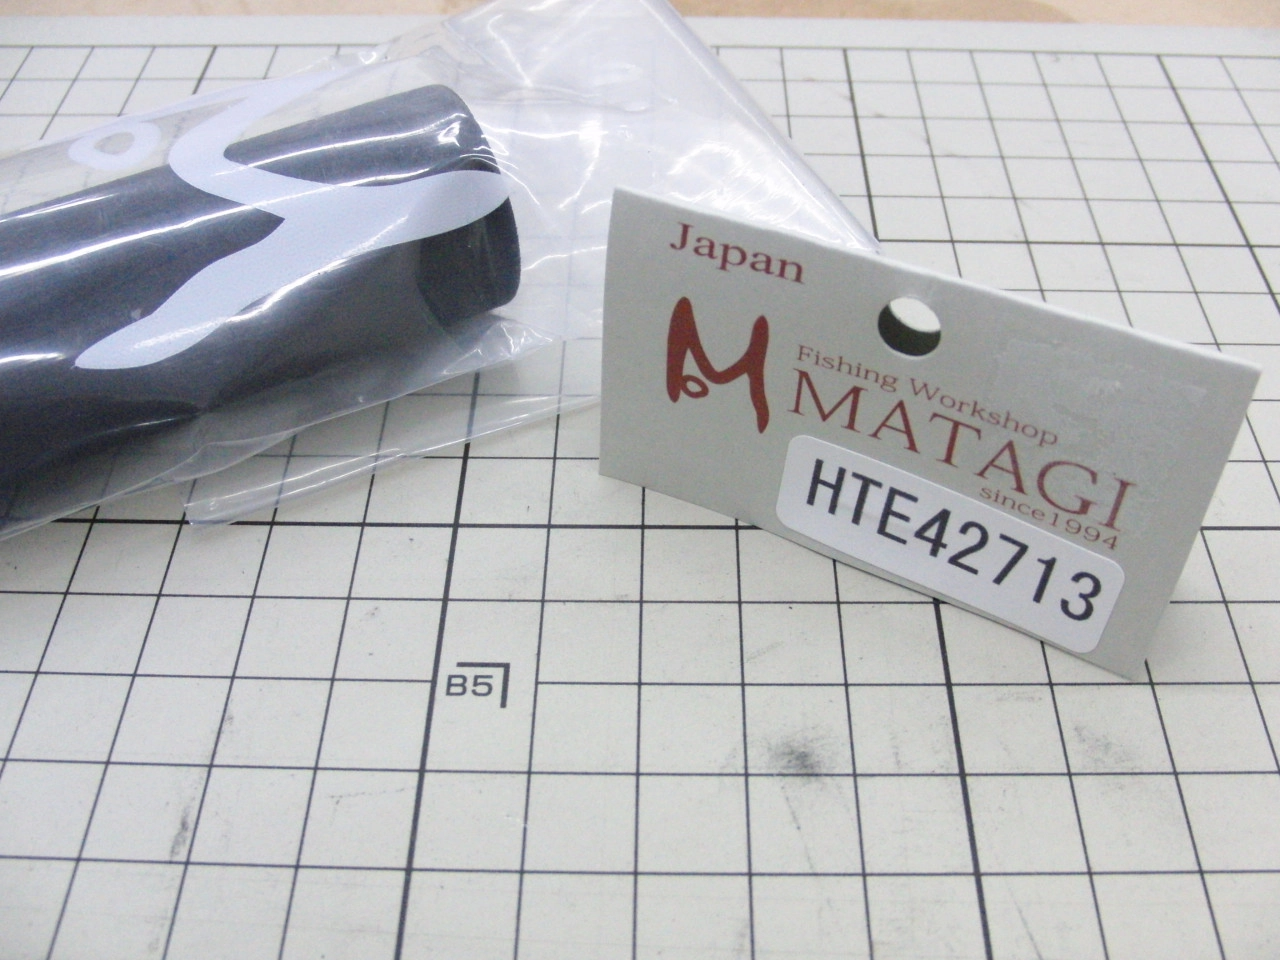 Japan
Fishing Workshop
MATAGI
since1994
HTE42713
B5